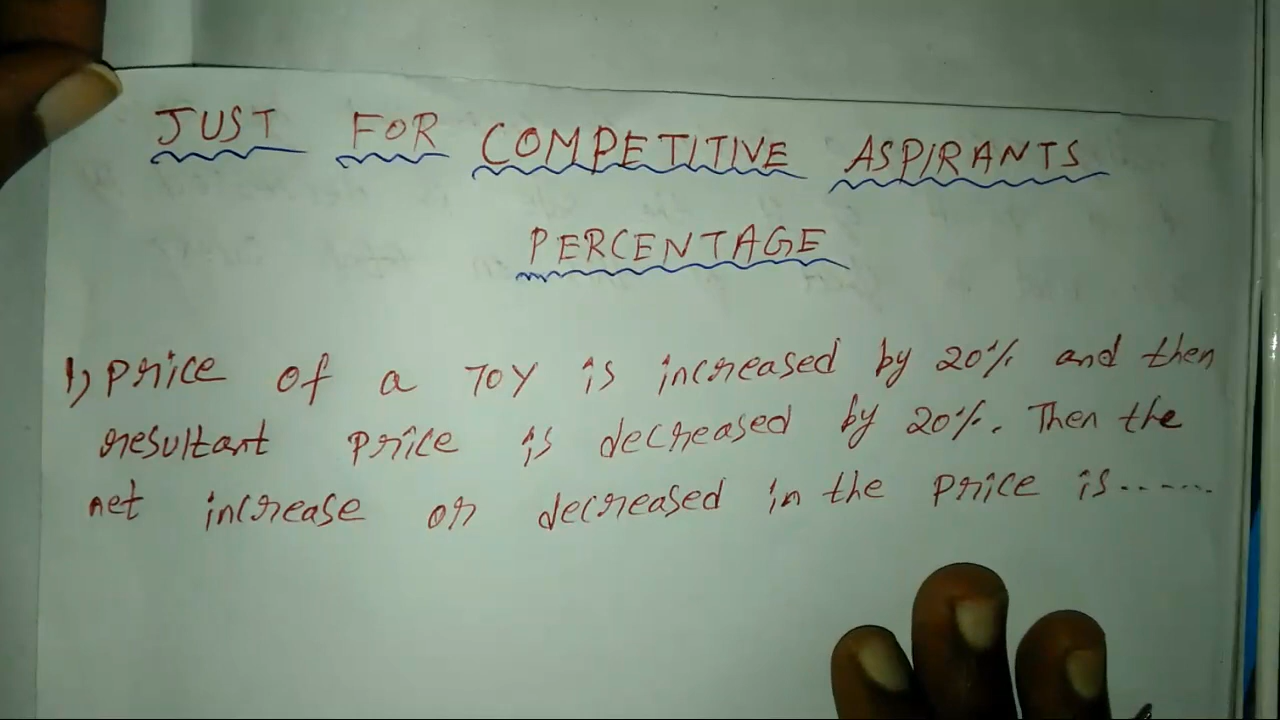 JUST FOR COMPETITIVE ASPIRANTS
PERCENTAGE
1) Price of a TOY is increased by 20% and then
resultant price is decreased by 20%. Then the
net increase or decreased in the price is......